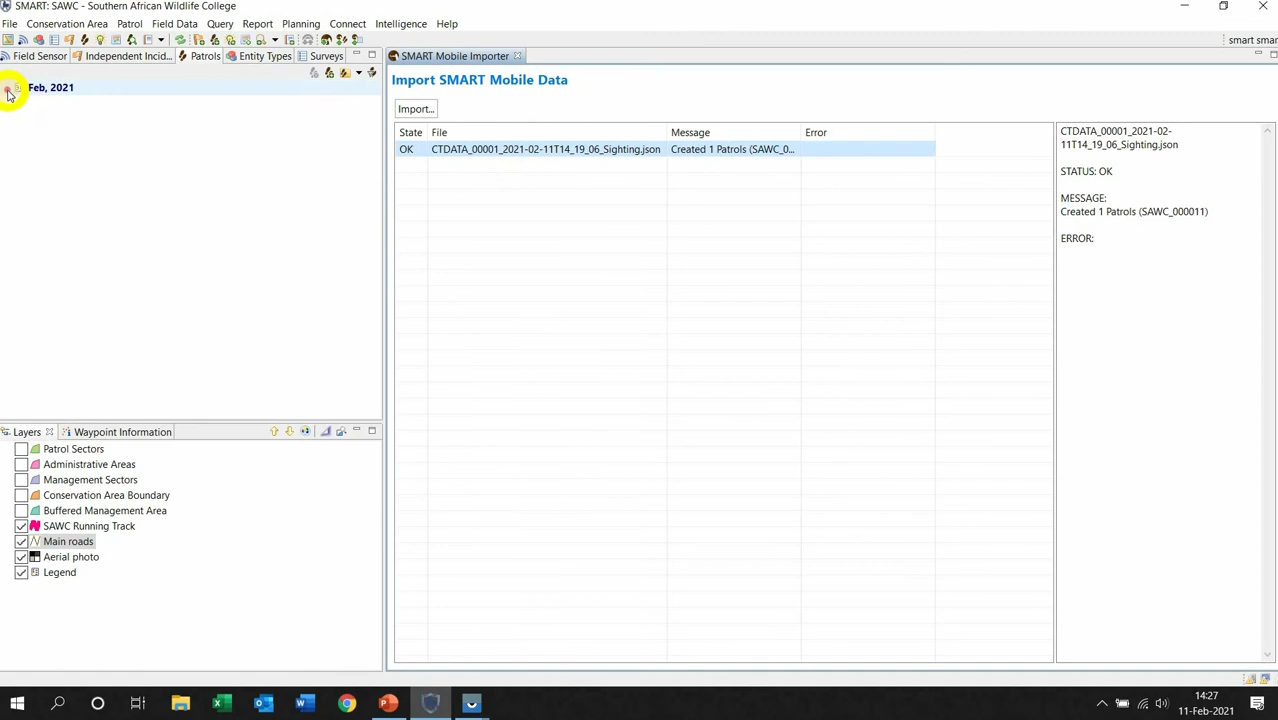 SMART: SAWC - Southern African Wildlife College
File Conservation Area Patrol Field Data Query Report Planning Connect Intelligence Help
smart smar
Field Sensor Independent Incid... Patrols Entity Types Surveys
SMART Mobile Importer
Feb, 2021
Import SMART Mobile Data
Import...
State File Message Error
OK CTDATA_00001_2021-02-11T14_19_06_Sighting.json Created 1 Patrols (SAWC_0...
CTDATA_00001_2021-02-
11T14_19_06_Sighting.json
STATUS: OK
MESSAGE:
Created 1 Patrols (SAWC_000011)
ERROR:
Layers Waypoint Information
Patrol Sectors
Administrative Areas
Management Sectors
Conservation Area Boundary
Buffered Management Area
SAWC Running Track
Main roads
Aerial photo
Legend
14:27
11-Feb-2021